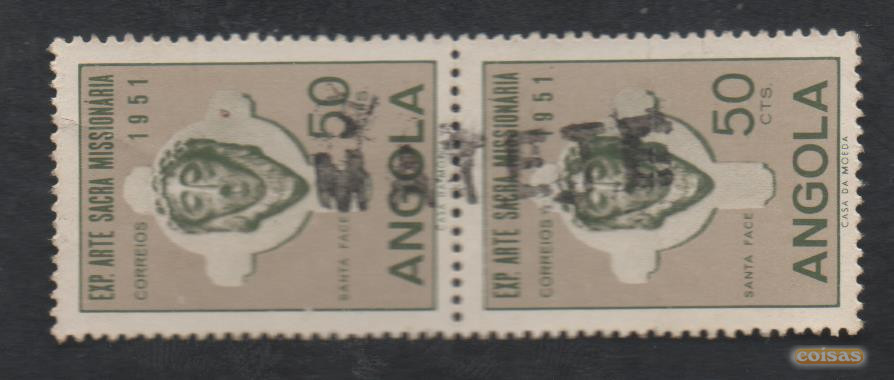 EXP. ARTE SACRA MISSIONÁRIA
1951
CORREIOS
50
CTS.
SANTA FACE
ANGOLA
EXP. ARTE SACRA MISSIONÁRIA
1951
CORREIOS
50
CTS.
SANTA FACE
ANGOLA
CASA DA MOEDA
coisas